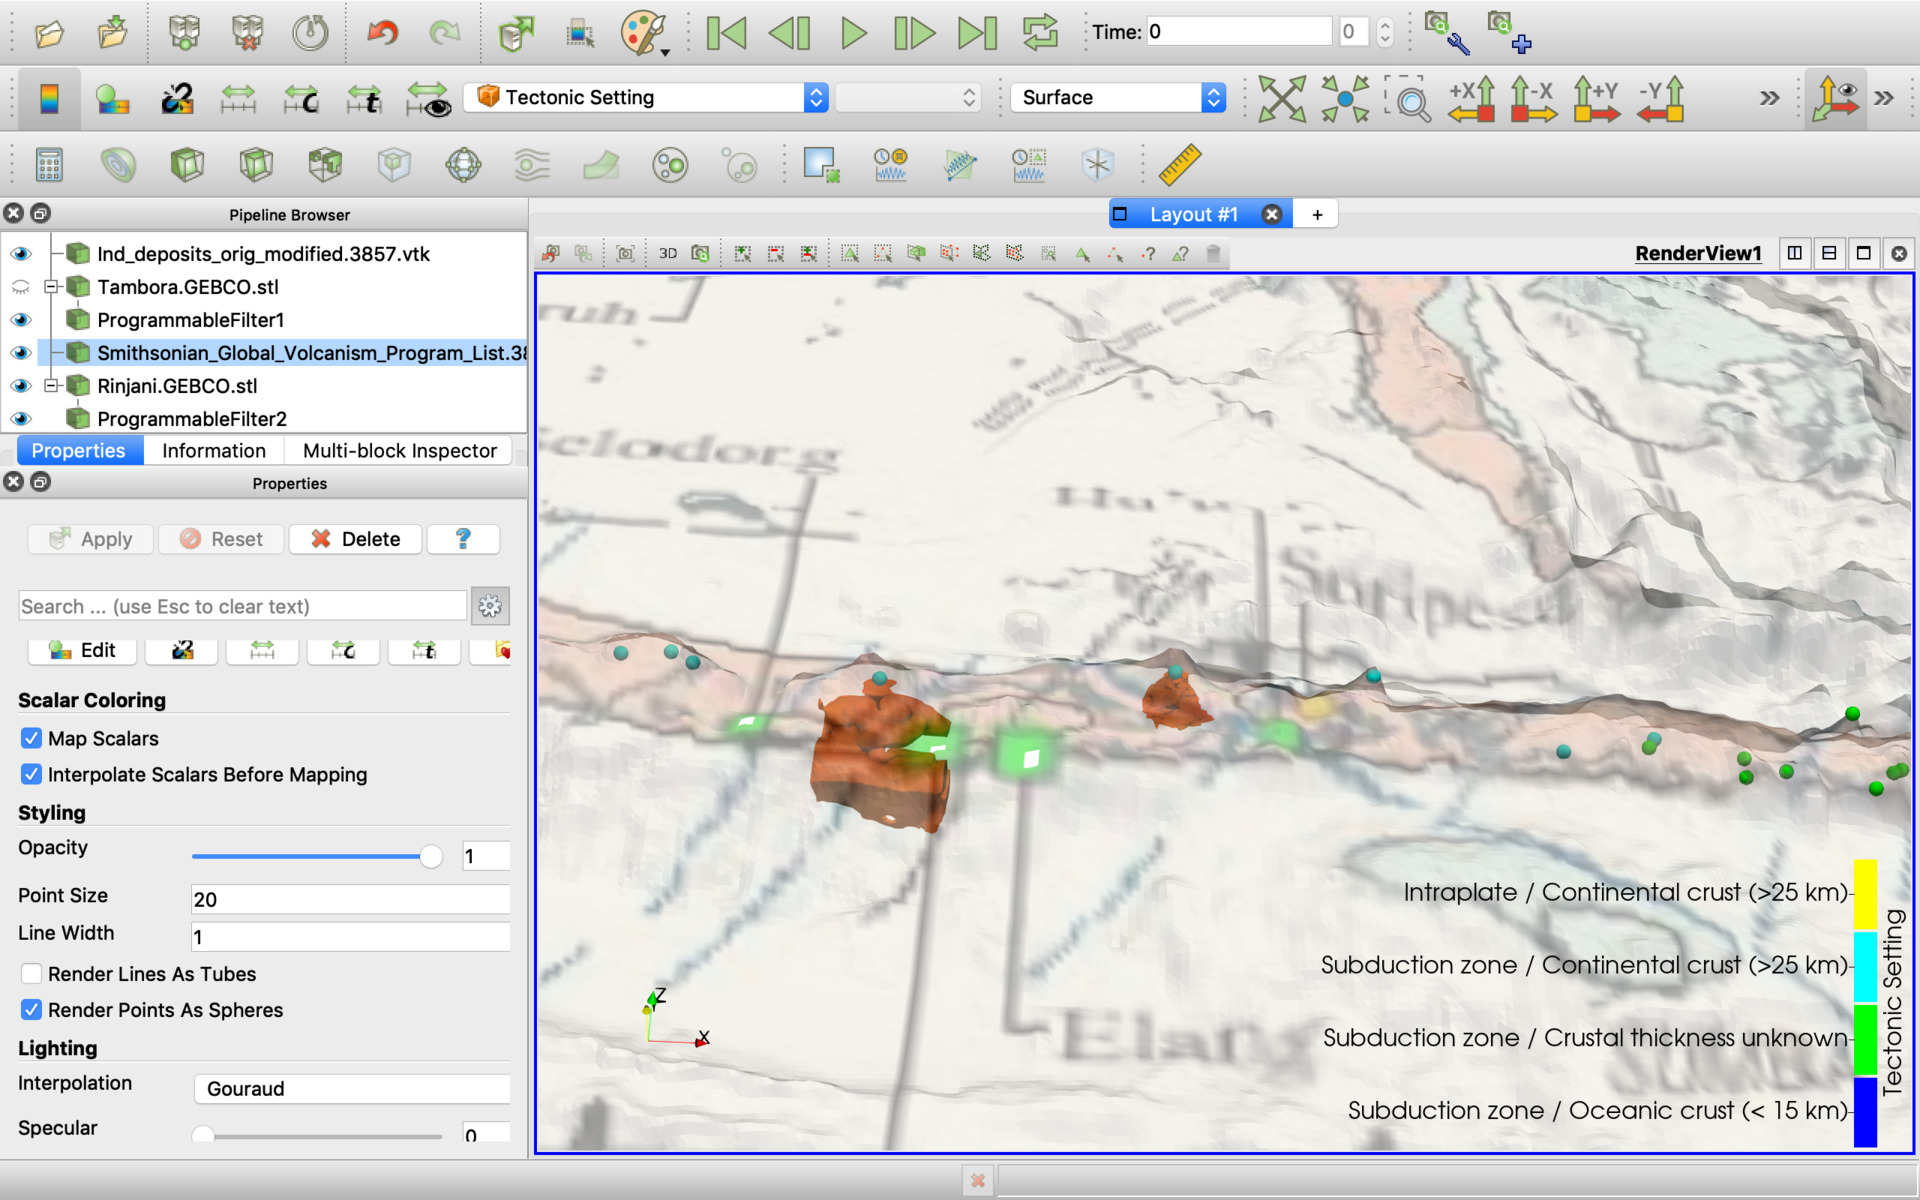 Time: 0
0
Tectonic Setting
Surface
+X
-X
+Y
-Y
Pipeline Browser
Layout #1
+
Ind_deposits_orig_modified.3857.vtk
Tambora.GEBCO.stl
ProgrammableFilter1
Smithsonian_Global_Volcanism_Program_List.38
Rinjani.GEBCO.stl
ProgrammableFilter2
3D
RenderView1
Properties
Information
Multi-block Inspector
Properties
Apply
Reset
Delete
?
Search ... (use Esc to clear text)
Edit
Scalar Coloring
Map Scalars
Interpolate Scalars Before Mapping
Styling
Opacity
1
Point Size
20
Line Width
1
Render Lines As Tubes
Render Points As Spheres
Lighting
Interpolation
Gouraud
Specular
0
Z
X
Intraplate / Continental crust (>25 km)
Subduction zone / Continental crust (>25 km)
Subduction zone / Crustal thickness unknown
Subduction zone / Oceanic crust (< 15 km)
Tectonic Setting